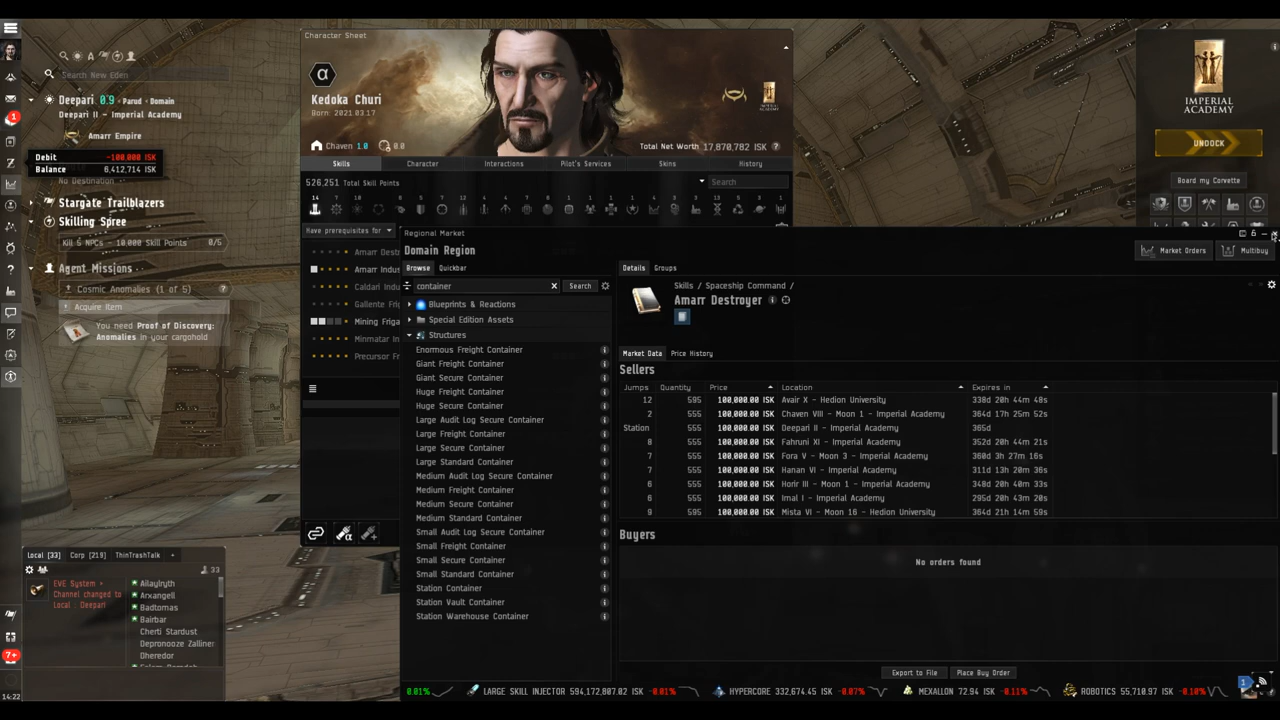 Character Sheet
α
Kedoka Churi
Born: 2021.03.17
Chaven 1.0
0.0
Total Net Worth 17,870,782 ISK ?
Skills Character Interactions Pilot's Services Skins History
526,251 Total Skill Points
Search
Have prerequisites for
Amarr Dest
Amarr Indus
Caldari Indu
Gallente Fri
Mining Friga
Minmatar In
Precursor Fr
Search New Eden
Deepari 0.9 < Parud < Domain
Deepari II - Imperial Academy
Amarr Empire
Debit -100,000 ISK
Balance 6,412,714 ISK
No Destination
Stargate Trailblazers
Skilling Spree
Kill 5 NPCs - 10,000 Skill Points 0/5
Agent Missions
Cosmic Anomalies (1 of 5) ?
Acquire Item
You need Proof of Discovery:
Anomalies in your cargohold
IMPERIAL
ACADEMY
UNDOCK
Board my Corvette
Regional Market
Domain Region
Market Orders Multibuy
Browse Quickbar
container
Search
Blueprints & Reactions
Special Edition Assets
Structures
Enormous Freight Container
Giant Freight Container
Giant Secure Container
Huge Freight Container
Huge Secure Container
Large Audit Log Secure Container
Large Freight Container
Large Secure Container
Large Standard Container
Medium Audit Log Secure Container
Medium Freight Container
Medium Secure Container
Medium Standard Container
Small Audit Log Secure Container
Small Freight Container
Small Secure Container
Small Standard Container
Station Container
Station Vault Container
Station Warehouse Container
Details Groups
Skills / Spaceship Command /
Amarr Destroyer
Market Data Price History
Sellers
Jumps Quantity Price Location Expires in
12 595 100,000.00 ISK Avair X - Hedion University 338d 20h 44m 48s
2 555 100,000.00 ISK Chaven VIII - Moon 1 - Imperial Academy 364d 17h 25m 52s
Station 555 100,000.00 ISK Deepari II - Imperial Academy 365d
8 555 100,000.00 ISK Fahruni XI - Imperial Academy 352d 20h 44m 21s
7 555 100,000.00 ISK Fora V - Moon 3 - Imperial Academy 360d 3h 27m 16s
7 555 100,000.00 ISK Hanan VI - Imperial Academy 311d 13h 20m 36s
6 555 100,000.00 ISK Horir III - Moon 1 - Imperial Academy 348d 20h 40m 33s
6 555 100,000.00 ISK Imal I - Imperial Academy 295d 20h 43m 20s
9 595 100,000.00 ISK Mista VI - Moon 16 - Hedion University 364d 21h 14m 59s
Buyers
No orders found
Export to File Place Buy Order
Local [33] Corp [219] ThinTrashTalk +
33
EVE System >
Channel changed to
Local : Deepari
Ailaylryth
Arxangell
Badtomas
Bairbar
Cherti Stardust
Depronooze Zalliner
Dheredor
14:22
0.01% LARGE SKILL INJECTOR 594,172,807.02 ISK -0.01% HYPERCORE 332,674.45 ISK -0.07% MEXALLON 72.94 ISK -0.11% ROBOTICS 55,710.97 ISK -0.10%